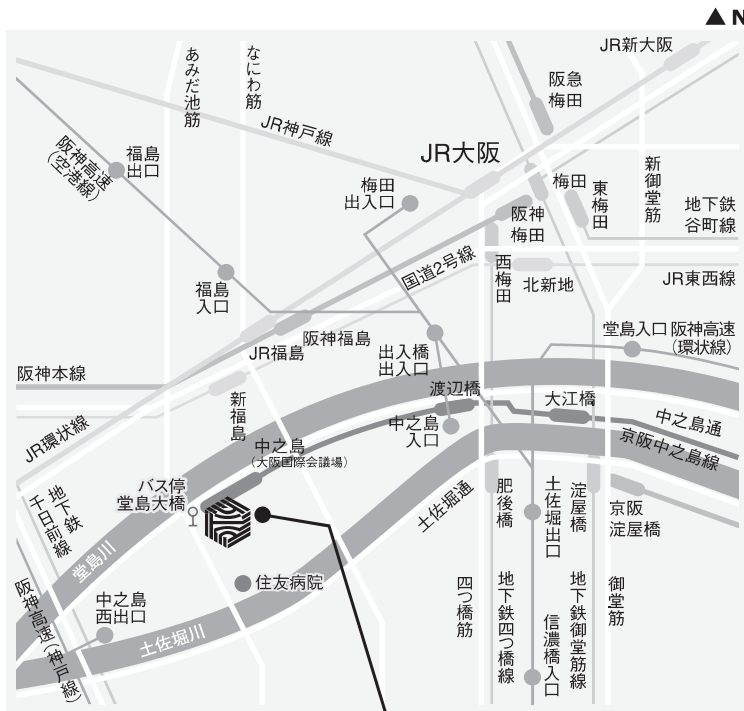 ▲ N
JR新大阪
あみだ池筋
なにわ筋
阪急
梅田
JR神戸線
JR大阪
阪神高速
(空港線)
福島
出口
梅田
出入口
梅田
東梅田
新御堂筋
阪神
梅田
地下鉄
谷町線
国道2号線
西梅田
北新地
JR東西線
福島
入口
阪神福島
JR福島
出入橋
出入口
堂島入口
阪神高速
(環状線)
阪神本線
新福島
渡辺橋
大江橋
中之島
入口
中之島通
京阪中之島線
JR環状線
中之島
(大阪国際会議場)
バス停
堂島大橋
地下鉄
千日前線
土佐堀通
肥後橋
土佐堀出口
淀屋橋
京阪
淀屋橋
堂島川
住友病院
中之島
西出口
阪神高速(神戸線)
土佐堀川
四つ橋筋
地下鉄四つ橋線
信濃橋入口
地下鉄御堂筋線
御堂筋